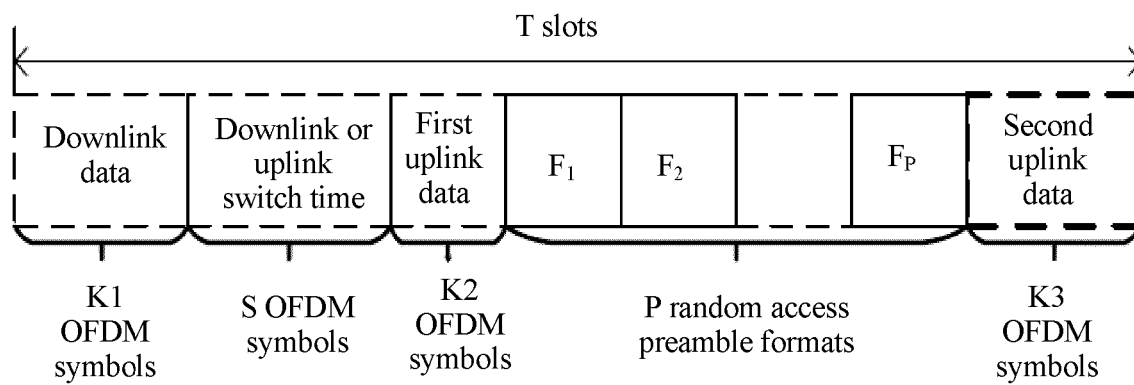 T slots
Downlink
data
Downlink or
uplink
switch time
First
uplink
data
F₁
F₂
Fₚ
Second
uplink
data
K1
OFDM
symbols
S OFDM
symbols
K2
OFDM
symbols
P random access
preamble formats
K3
OFDM
symbols